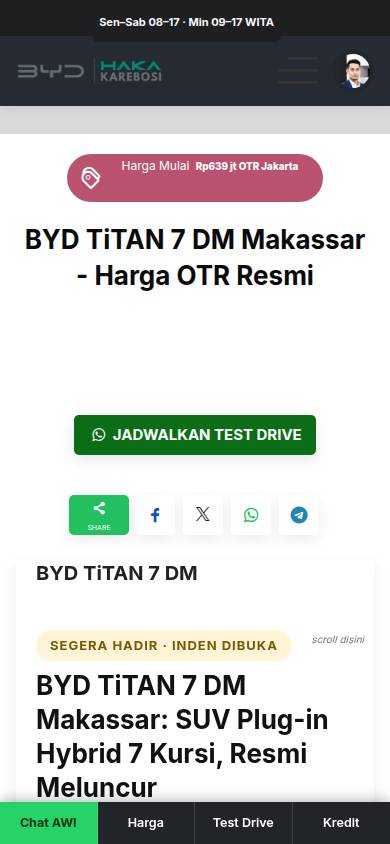 Sen–Sab 08–17 · Min 09–17 WITA
BYD HAKA
KAREBOSI
Harga Mulai Rp639 jt OTR Jakarta
BYD TiTAN 7 DM Makassar
- Harga OTR Resmi
JADWALKAN TEST DRIVE
SHARE
BYD TiTAN 7 DM
scroll disini
SEGERA HADIR · INDEN DIBUKA
BYD TiTAN 7 DM
Makassar: SUV Plug-in
Hybrid 7 Kursi, Resmi
Meluncur
Chat AWI Harga Test Drive Kredit